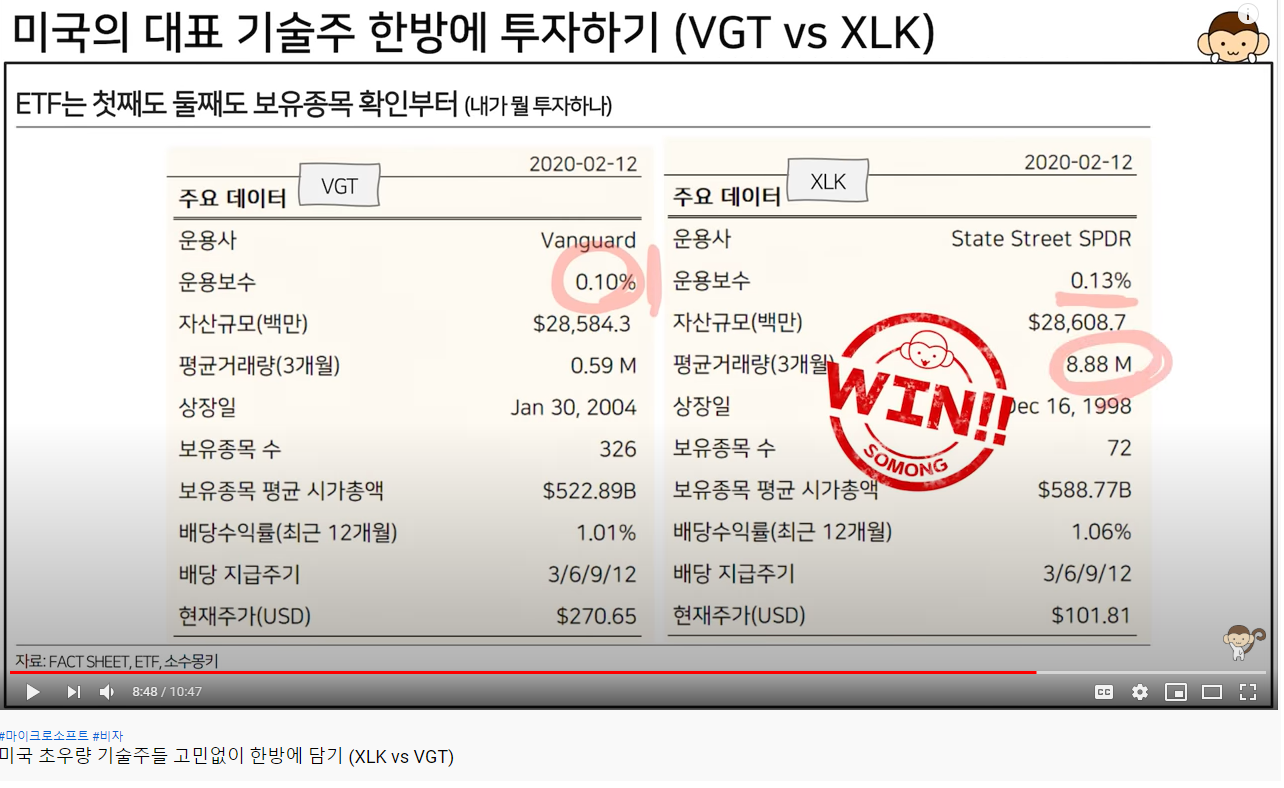 미국의 대표 기술주 한방에 투자하기 (VGT vs XLK)
ETF는 첫째도 둘째도 보유종목 확인부터 (내가 뭘 투자하나)
2020-02-12
VGT
주요 데이터
운용사 Vanguard
운용보수 0.10%
자산규모(백만) $28,584.3
평균거래량(3개월) 0.59 M
상장일 Jan 30, 2004
보유종목 수 326
보유종목 평균 시가총액 $522.89B
배당수익률(최근 12개월) 1.01%
배당 지급주기 3/6/9/12
현재주가(USD) $270.65
2020-02-12
XLK
주요 데이터
운용사 State Street SPDR
운용보수 0.13%
자산규모(백만) $28,608.7
평균거래량(3개월) 8.88 M
상장일 Dec 16, 1998
보유종목 수 72
보유종목 평균 시가총액 $588.77B
배당수익률(최근 12개월) 1.06%
배당 지급주기 3/6/9/12
현재주가(USD) $101.81
WIN!!
SOMONG
자료: FACT SHEET, ETF, 소수몽키
8:48 / 10:47
CC
#마이크로소프트 #비자
미국 초우량 기술주들 고민없이 한방에 담기 (XLK vs VGT)